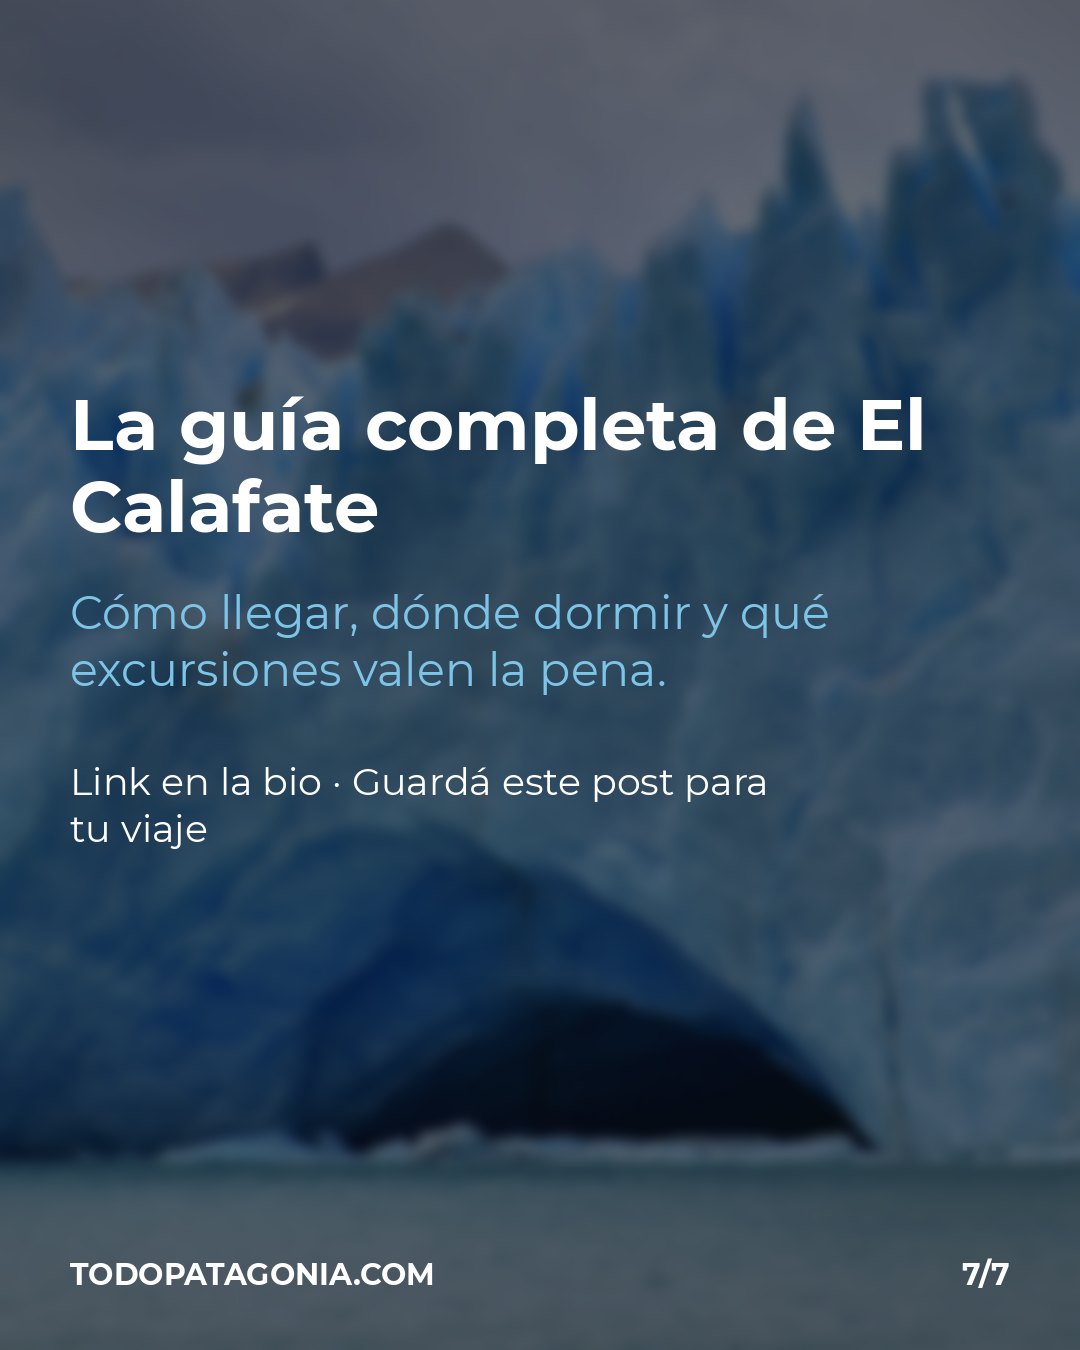 La guía completa de El
Calafate
Cómo llegar, dónde dormir y qué
excursiones valen la pena.
Link en la bio · Guardá este post para
tu viaje
TODOPATAGONIA.COM
7/7